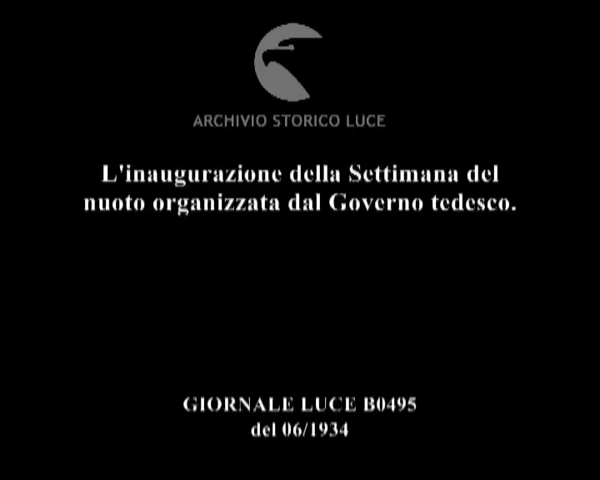 ARCHIVIO STORICO LUCE
L'inaugurazione della Settimana del
nuoto organizzata dal Governo tedesco.
GIORNALE LUCE B0495
del 06/1934